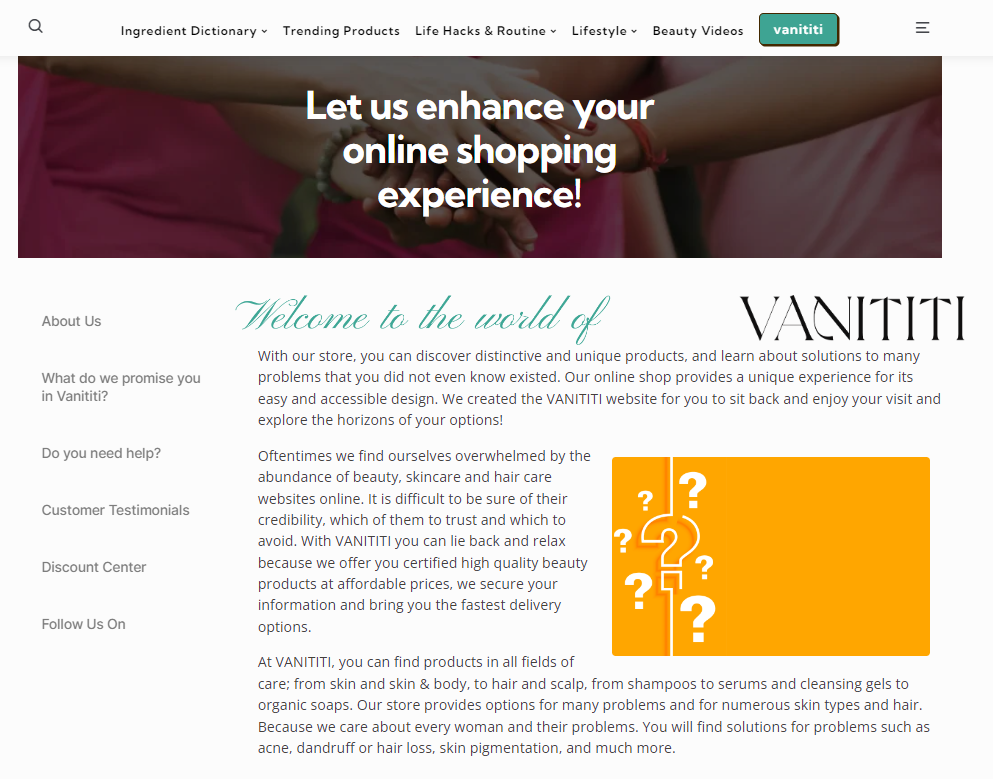 Ingredient Dictionary Trending Products Life Hacks & Routine Lifestyle Beauty Videos vanititi
Let us enhance your
online shopping
experience!
About Us
What do we promise you
in Vanititi?
Do you need help?
Customer Testimonials
Discount Center
Follow Us On
Welcome to the world of VANITITI
With our store, you can discover distinctive and unique products, and learn about solutions to many
problems that you did not even know existed. Our online shop provides a unique experience for its
easy and accessible design. We created the VANITITI website for you to sit back and enjoy your visit and
explore the horizons of your options!
Oftentimes we find ourselves overwhelmed by the
abundance of beauty, skincare and hair care
websites online. It is difficult to be sure of their
credibility, which of them to trust and which to
avoid. With VANITITI you can lie back and relax
because we offer you certified high quality beauty
products at affordable prices, we secure your
information and bring you the fastest delivery
options.
? ? ? ? ? ? ?
At VANITITI, you can find products in all fields of
care; from skin and skin & body, to hair and scalp, from shampoos to serums and cleansing gels to
organic soaps. Our store provides options for many problems and for numerous skin types and hair.
Because we care about every woman and their problems. You will find solutions for problems such as
acne, dandruff or hair loss, skin pigmentation, and much more.